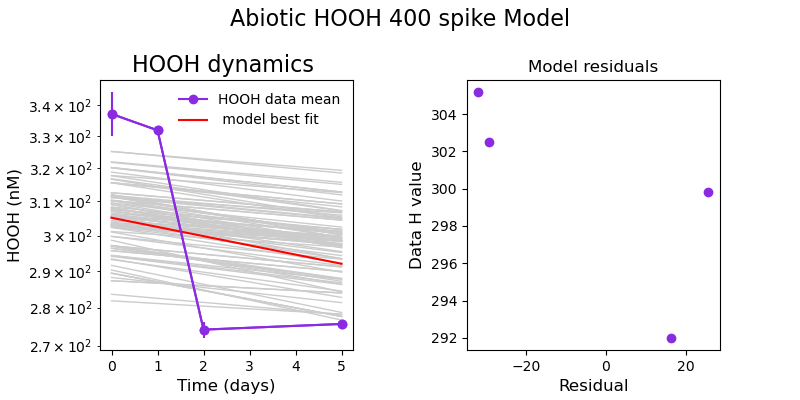 Abiotic HOOH 400 spike Model
HOOH dynamics
HOOH (nM)
3.4 × 10²
3.3 × 10²
3.2 × 10²
3.1 × 10²
3 × 10²
2.9 × 10²
2.8 × 10²
2.7 × 10²
HOOH data mean
model best fit
0 1 2 3 4 5
Time (days)
Model residuals
Data H value
304
302
300
298
296
294
292
−20 0 20
Residual